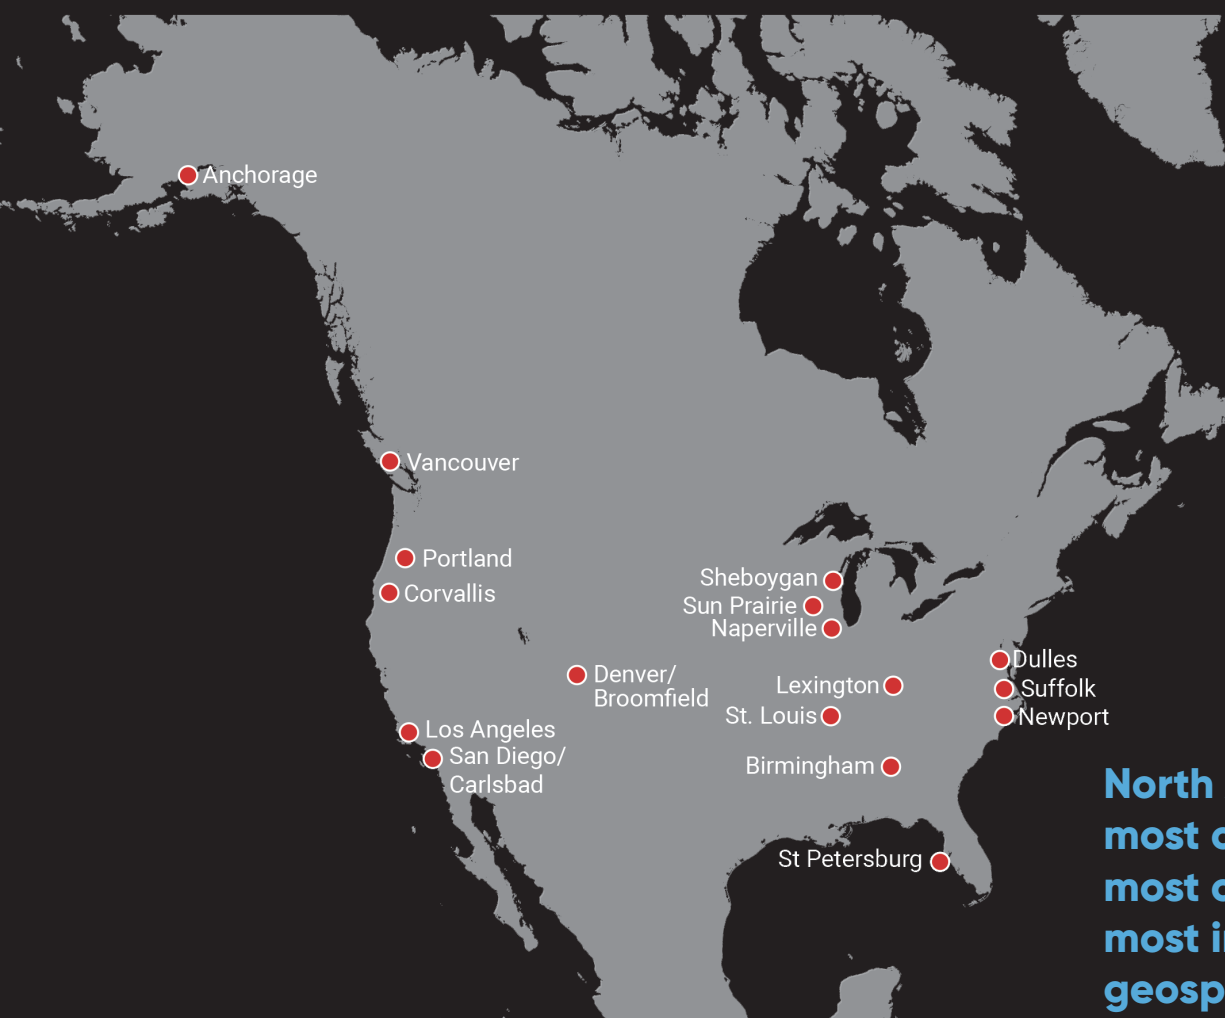 Anchorage
Vancouver
Portland
Corvallis
Sheboygan
Sun Prairie
Naperville
Denver/
Broomfield
Lexington
St. Louis
Dulles
Suffolk
Newport
Los Angeles
San Diego/
Carlsbad
Birmingham
St Petersburg
North
most
most
most